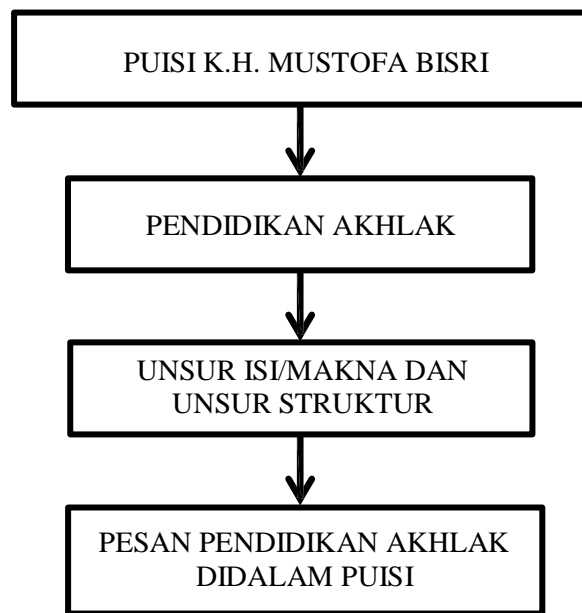 PUISI K.H. MUSTOFA BISRI
PENDIDIKAN AKHLAK
UNSUR ISI/MAKNA DAN
UNSUR STRUKTUR
PESAN PENDIDIKAN AKHLAK
DIDALAM PUISI